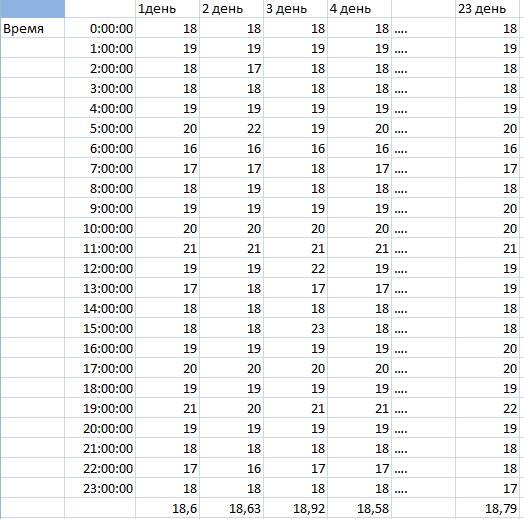 1день 2 день 3 день 4 день 23 день
Время 0:00:00 18 18 18 18 .... 18
1:00:00 19 19 19 19 .... 19
2:00:00 18 17 18 18 .... 18
3:00:00 18 18 18 18 .... 18
4:00:00 19 19 19 19 .... 19
5:00:00 20 22 19 20 .... 20
6:00:00 16 16 16 16 .... 16
7:00:00 17 17 18 17 .... 17
8:00:00 18 19 18 18 .... 18
9:00:00 19 19 19 19 .... 20
10:00:00 20 20 20 20 .... 20
11:00:00 21 21 21 21 .... 21
12:00:00 19 19 22 19 .... 19
13:00:00 17 18 17 17 .... 19
14:00:00 18 18 18 18 .... 18
15:00:00 18 18 23 18 .... 18
16:00:00 19 19 19 19 .... 20
17:00:00 20 20 20 20 .... 20
18:00:00 19 19 19 19 .... 19
19:00:00 21 20 21 21 .... 22
20:00:00 19 19 19 19 .... 19
21:00:00 18 18 18 18 .... 18
22:00:00 17 16 17 17 .... 18
23:00:00 18 18 18 18 .... 17
18,6 18,63 18,92 18,58 18,79